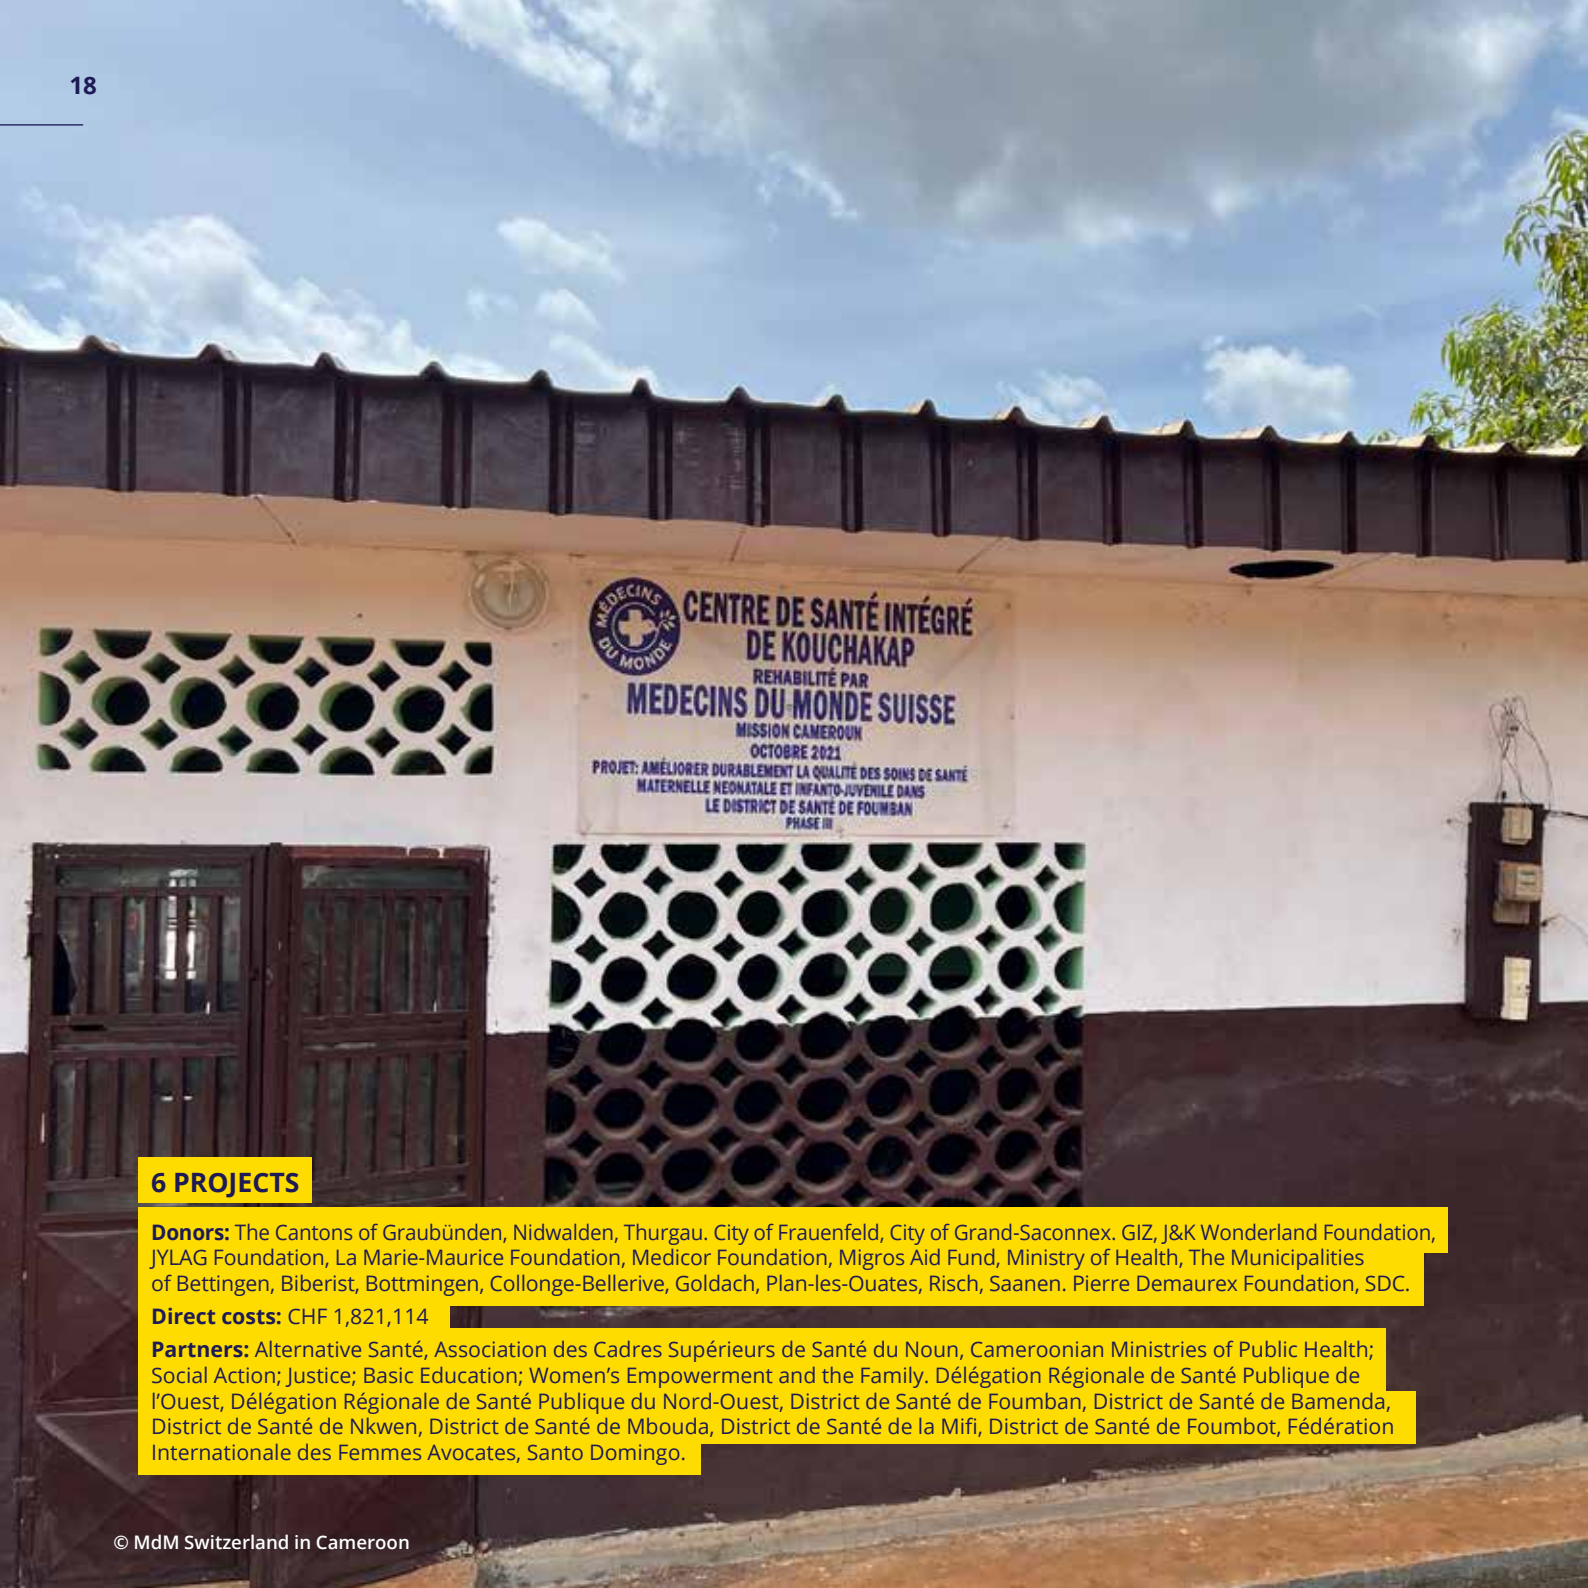 18
MÉDECINS
DU MONDE
CENTRE DE SANTÉ INTÉGRÉ
DE KOUCHAKAP
REHABILITÉ PAR
MEDECINS DU MONDE SUISSE
MISSION CAMEROUN
OCTOBRE 2021
PROJET: AMÉLIORER DURABLEMENT LA QUALITÉ DES SOINS DE SANTÉ
MATERNELLE NEONATALE ET INFANTO-JUVENILE DANS
LE DISTRICT DE SANTÉ DE FOUMBAN
PHASE III
6 PROJECTS
Donors: The Cantons of Graubünden, Nidwalden, Thurgau. City of Frauenfeld, City of Grand-Saconnex. GIZ, J&K Wonderland Foundation,
JYLAG Foundation, La Marie-Maurice Foundation, Medicor Foundation, Migros Aid Fund, Ministry of Health, The Municipalities
of Bettingen, Biberist, Bottmingen, Collonge-Bellerive, Goldach, Plan-les-Ouates, Risch, Saanen. Pierre Demaurex Foundation, SDC.
Direct costs: CHF 1,821,114
Partners: Alternative Santé, Association des Cadres Supérieurs de Santé du Noun, Cameroonian Ministries of Public Health;
Social Action; Justice; Basic Education; Women’s Empowerment and the Family. Délégation Régionale de Santé Publique de
l’Ouest, Délégation Régionale de Santé Publique du Nord-Ouest, District de Santé de Foumban, District de Santé de Bamenda,
District de Santé de Nkwen, District de Santé de Mbouda, District de Santé de la Mifi, District de Santé de Foumbot, Fédération
Internationale des Femmes Avocates, Santo Domingo.
© MdM Switzerland in Cameroon